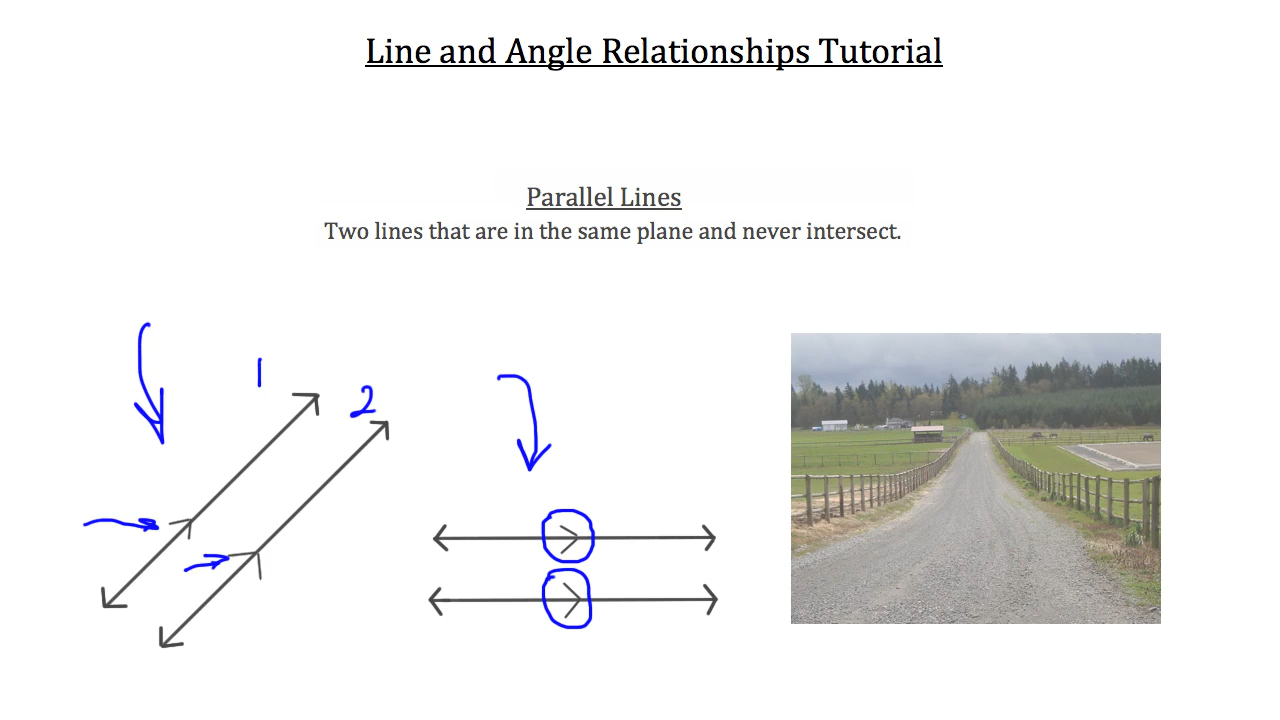 Line and Angle Relationships Tutorial
Parallel Lines
Two lines that are in the same plane and never intersect.
1
2